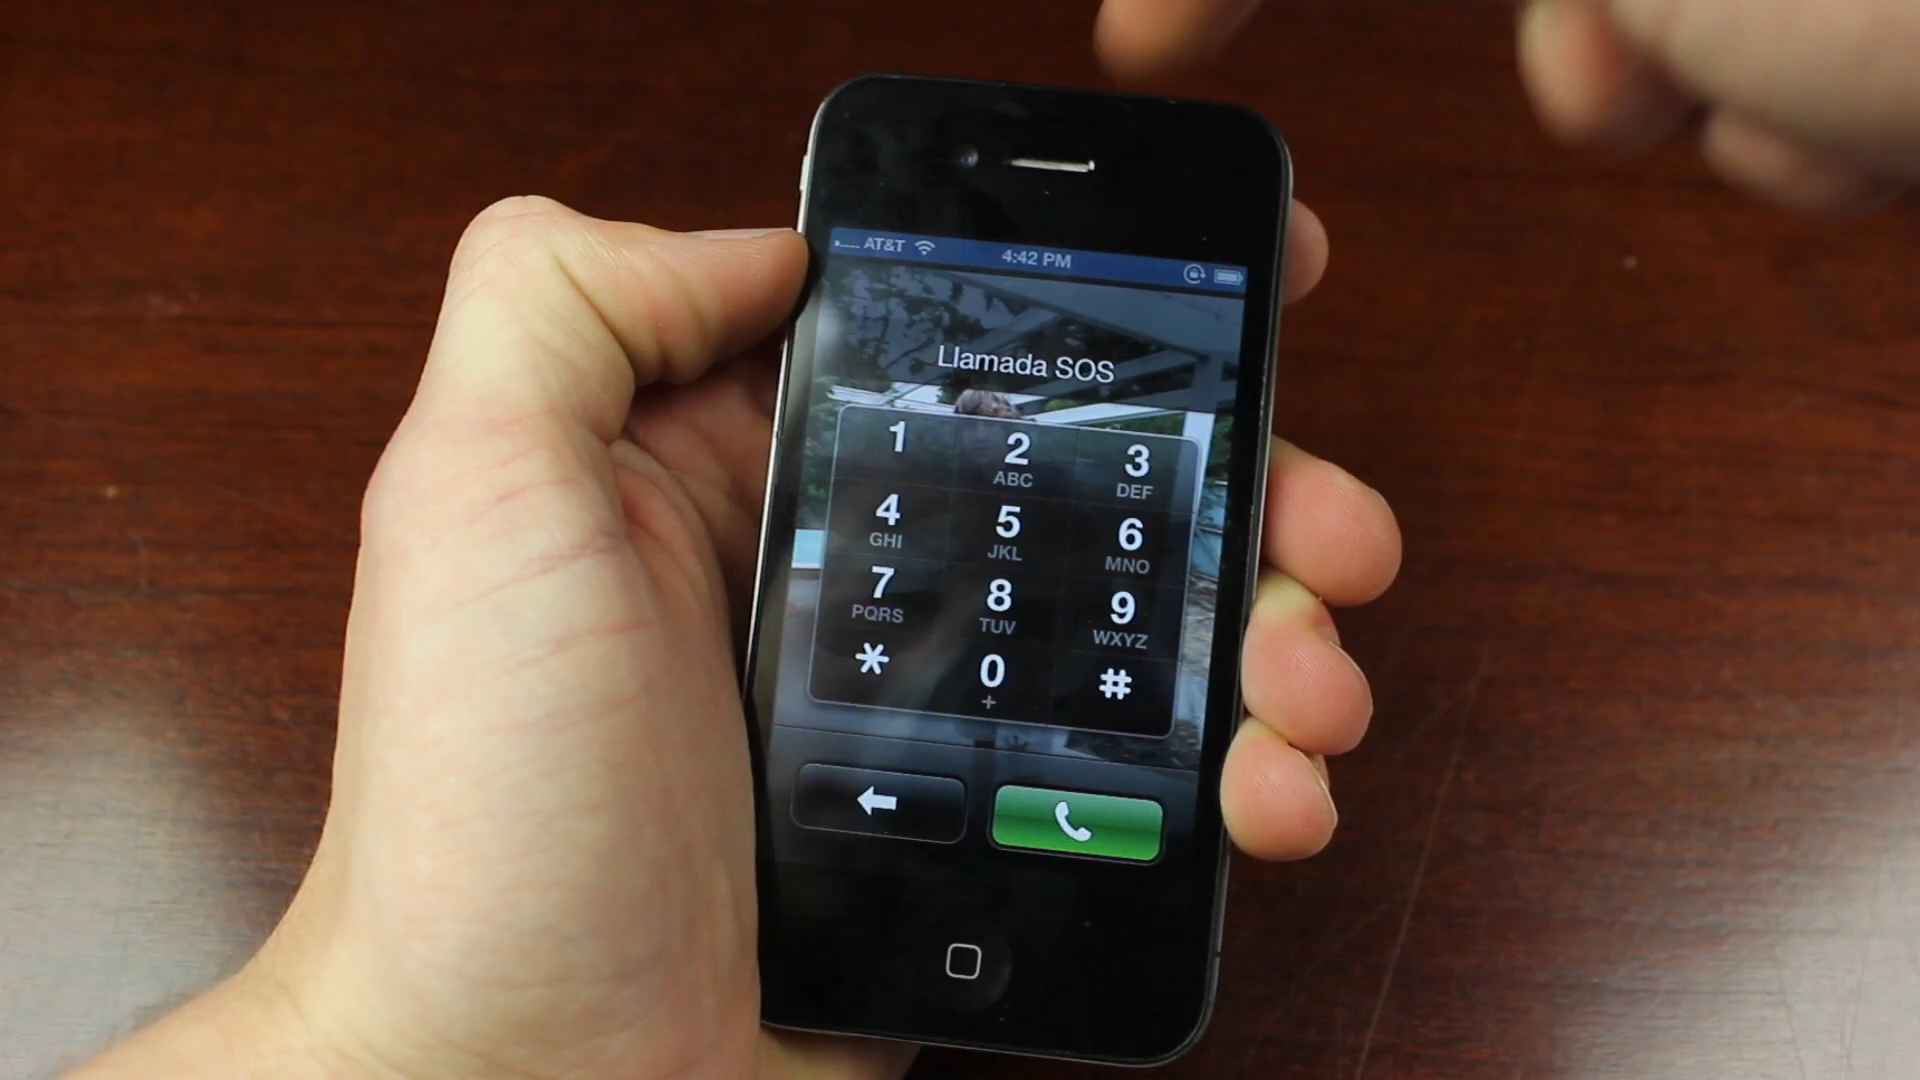 AT&T 4:42 PM
Llamada SOS
1 2 3
ABC DEF
4 5 6
GHI JKL MNO
7 8 9
PQRS TUV WXYZ
* 0 #
+